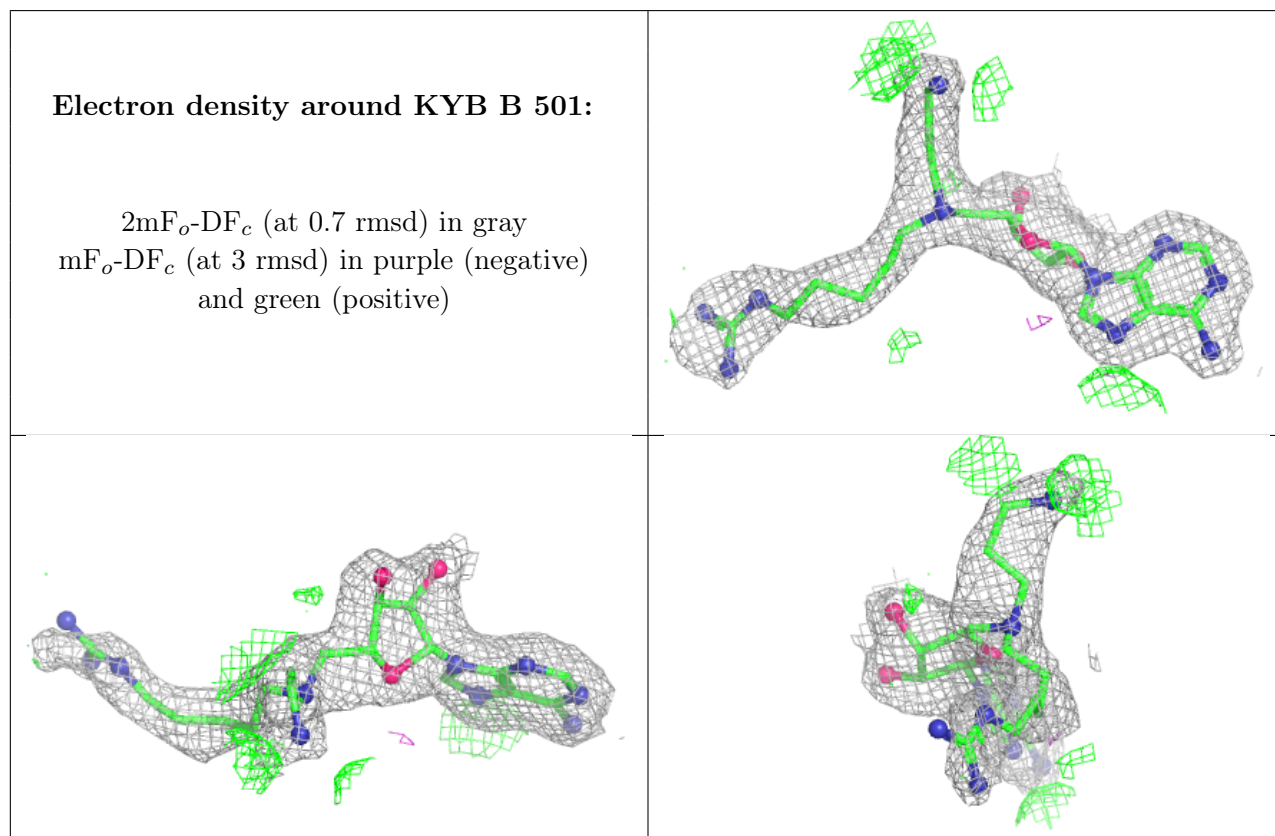 Electron density around KYB B 501:
2mFo-DFc (at 0.7 rmsd) in gray
mFo-DFc (at 3 rmsd) in purple (negative)
and green (positive)